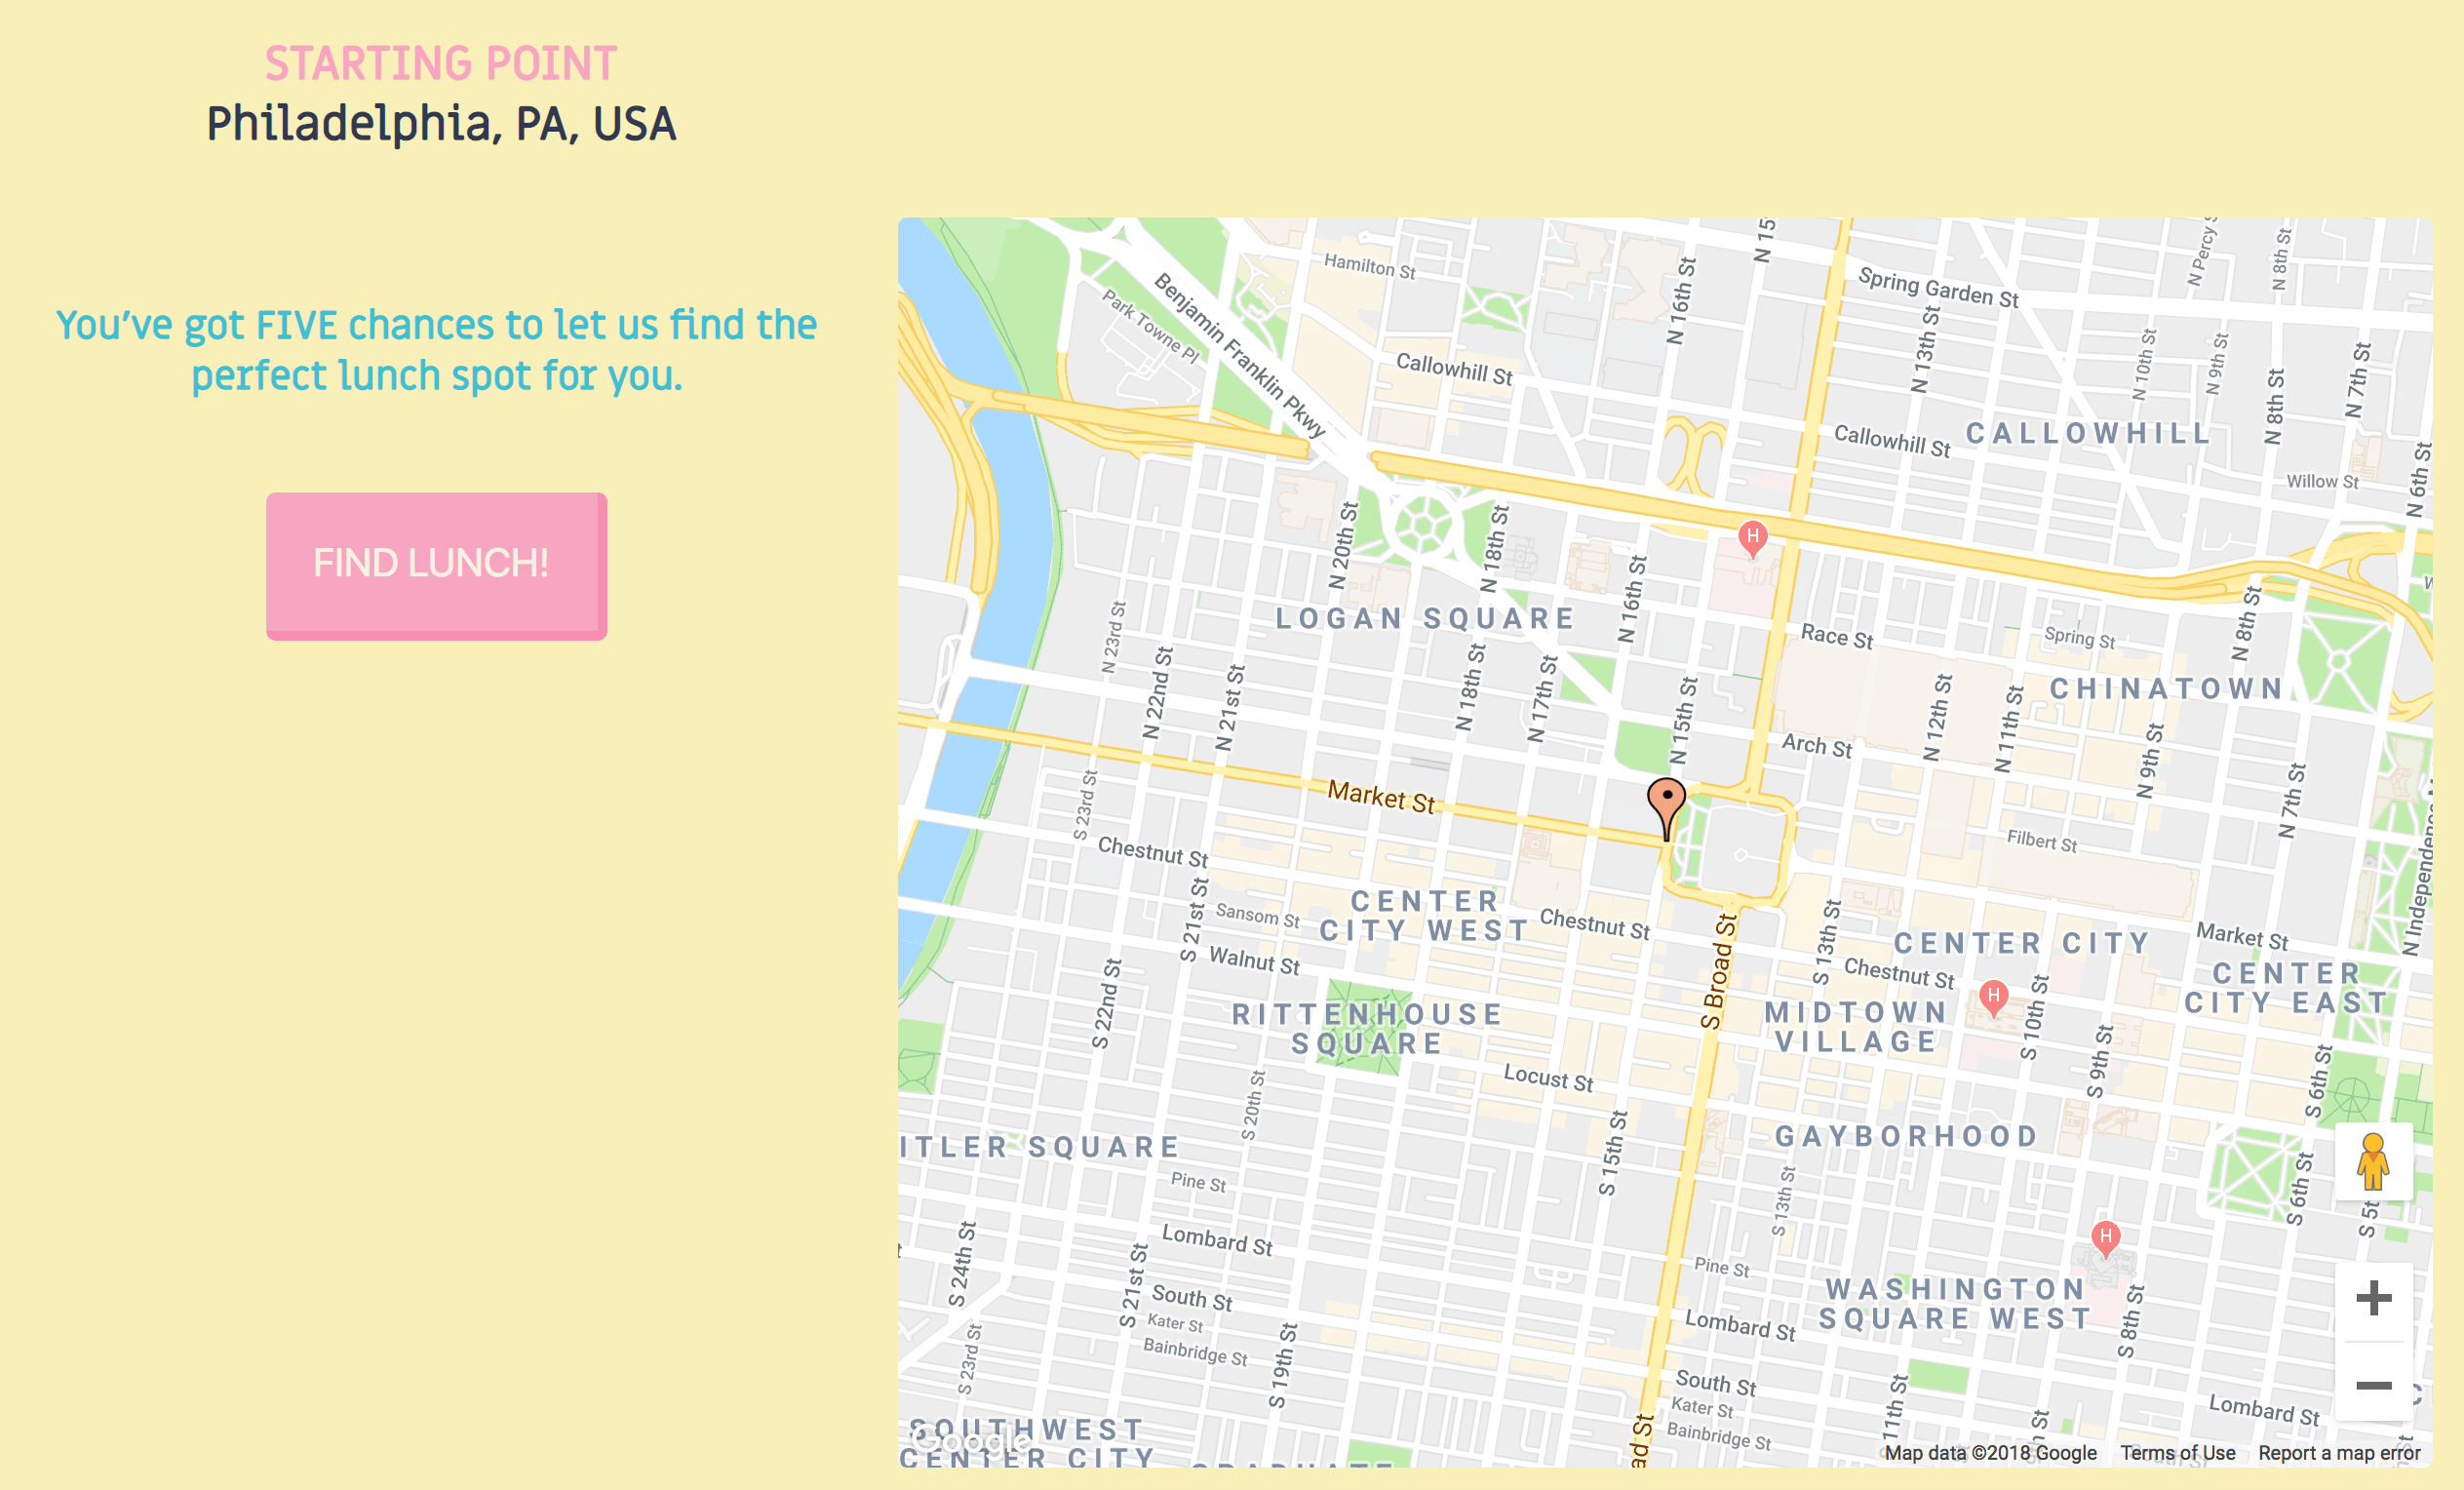 STARTING POINT
Philadelphia, PA, USA
You've got FIVE chances to let us find the
perfect lunch spot for you.
FIND LUNCH!
Hamilton St
N 16th St
N 15
Spring Garden St
N Percy S
N 8th St
Park Towne Pl
Benjamin Franklin Pkwy
Callowhill St
N 13th St
N 10th St
N 9th St
N 8th St
N 7th St
Callowhill St
CALLOWHILL
Willow St
N 6th St
N 20th St
N 18th St
H
N 16th St
LOGAN SQUARE
N 23rd St
N 22nd St
N 21st St
N 18th St
N 17th St
N 15th St
Race St
Spring St
N 8th St
CHINATOWN
N 12th St
N 11th St
N 9th St
Arch St
N 7th St
Market St
S 23rd St
Chestnut St
Filbert St
N Independence
S 21st St
Sansom St
CENTER
CITY WEST
Chestnut St
Walnut St
S Broad St
S 13th St
CENTER CITY
Market St
Chestnut St
CENTER
CITY EAST
H
S 22nd St
RITTENHOUSE
SQUARE
MIDTOWN
VILLAGE
S 10th St
S 9th St
S 6th St
Locust St
S 20th St
S 15th St
GAYBORHOOD
ITLER SQUARE
Pine St
S 13th St
S 6th St
S 5t
Lombard St
S 24th St
S 21st St
Pine St
H
WASHINGTON
SQUARE WEST
S 8th St
South St
Kater St
Bainbridge St
S 23rd St
S 19th St
Lombard St
South St
Kater St
Bainbridge St
11th St
Lombard St
SOUTHWEST
CENTER CITY
Google
GRADUATE
ad St
Map data ©2018 Google
Terms of Use
Report a map error